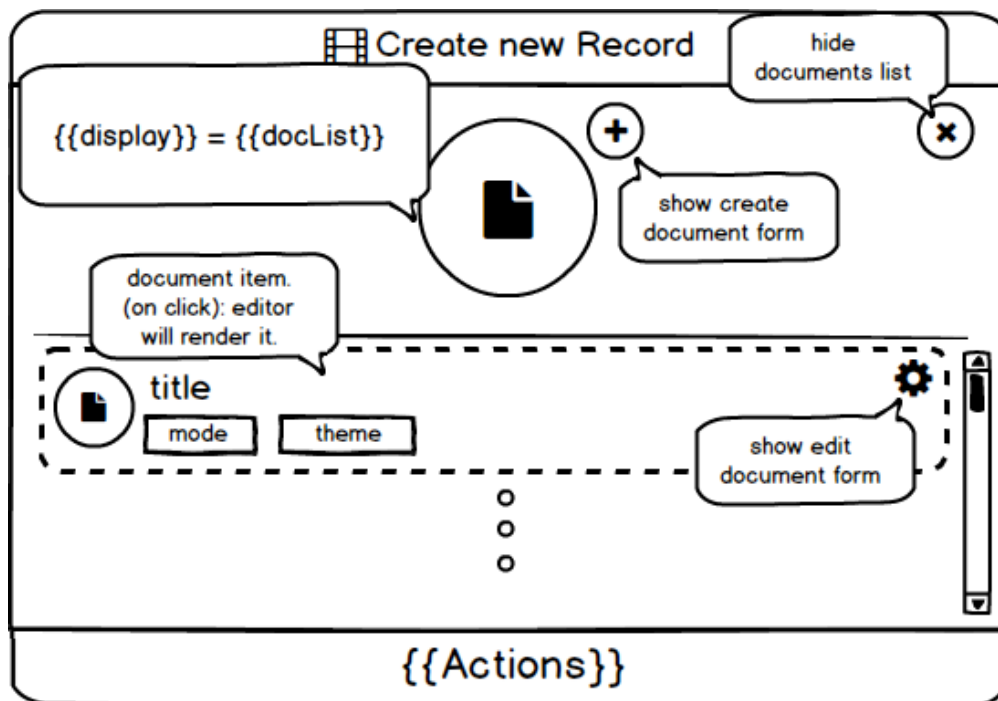 Create new Record
hide
documents list
{{display}} = {{docList}}
show create
document form
document item.
(on click): editor
will render it.
title
mode
theme
show edit
document form
{{Actions}}